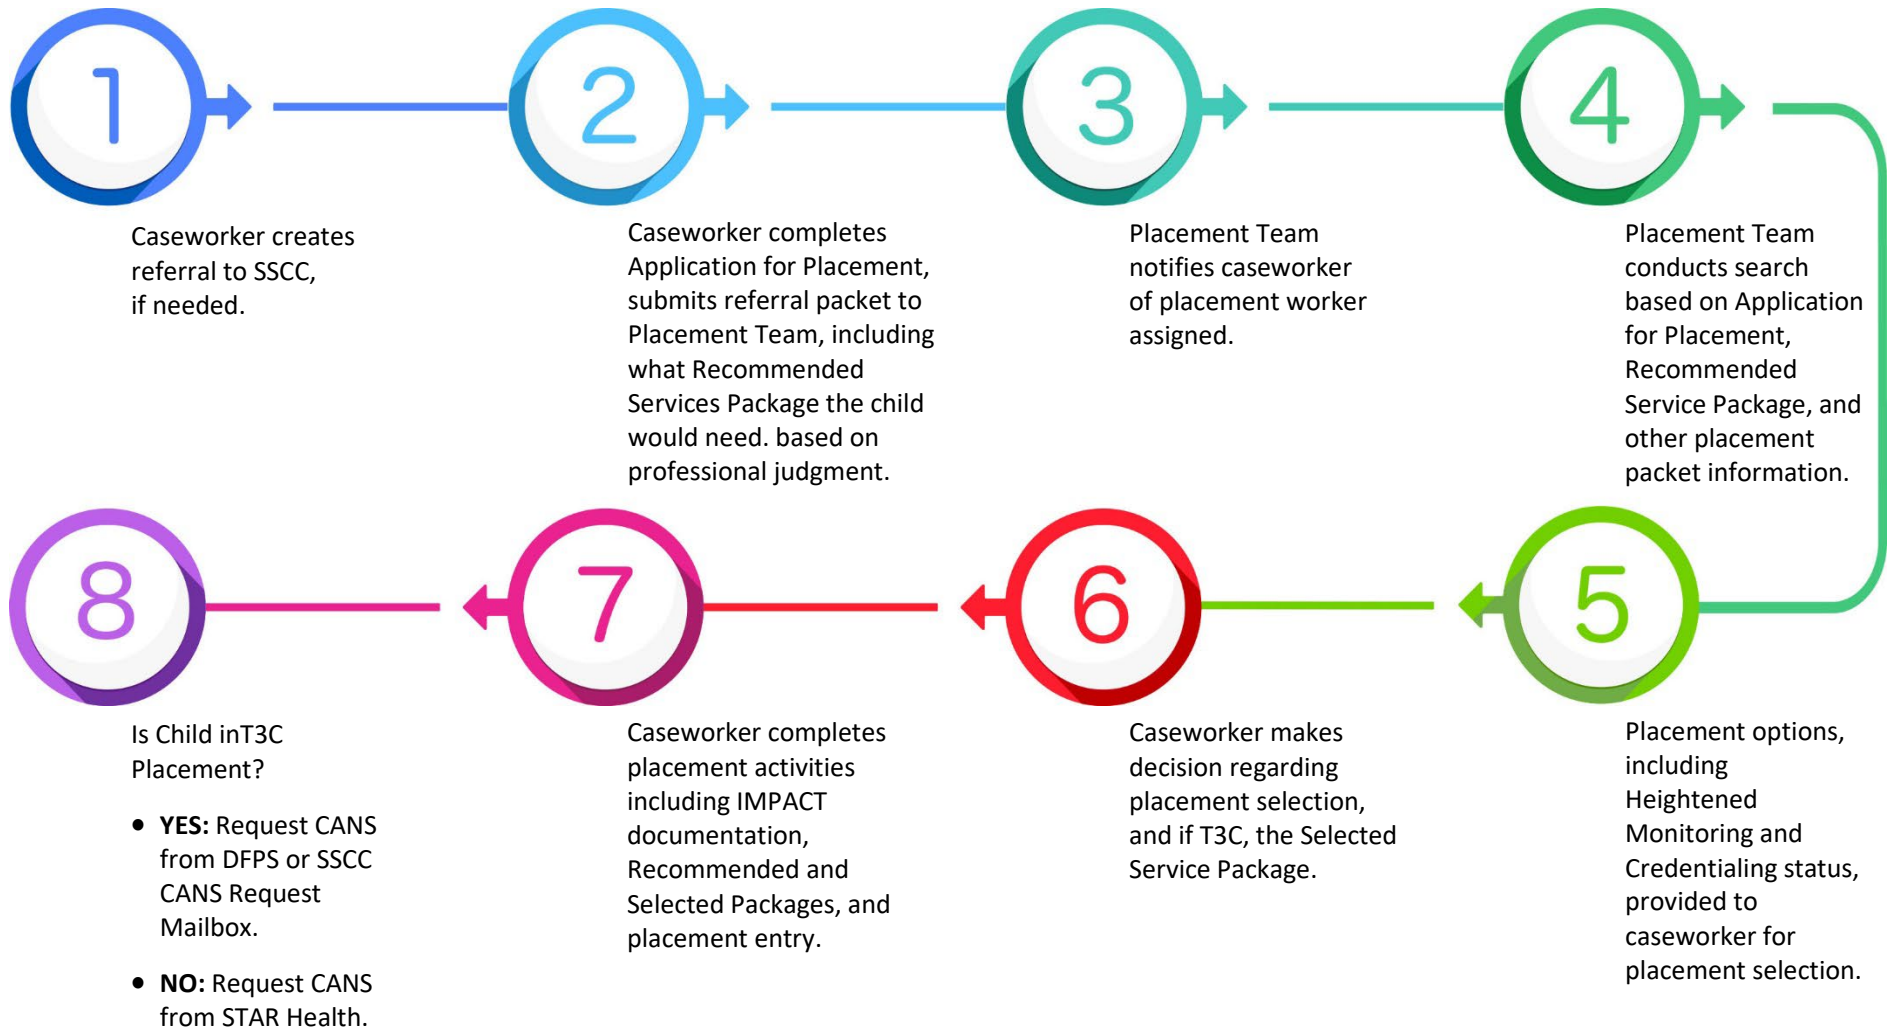 1
Caseworker creates
referral to SSCC,
if needed.
2
Caseworker completes
Application for Placement,
submits referral packet to
Placement Team, including
what Recommended
Services Package the child
would need. based on
professional judgment.
3
Placement Team
notifies caseworker
of placement worker
assigned.
4
Placement Team
conducts search
based on Application
for Placement,
Recommended
Service Package, and
other placement
packet information.
5
Placement options,
including
Heightened
Monitoring and
Credentialing status,
provided to
caseworker for
placement selection.
6
Caseworker makes
decision regarding
placement selection,
and if T3C, the Selected
Service Package.
7
Caseworker completes
placement activities
including IMPACT
documentation,
Recommended and
Selected Packages, and
placement entry.
8
Is Child inT3C
Placement?
• YES: Request CANS
from DFPS or SSCC
CANS Request
Mailbox.
• NO: Request CANS
from STAR Health.